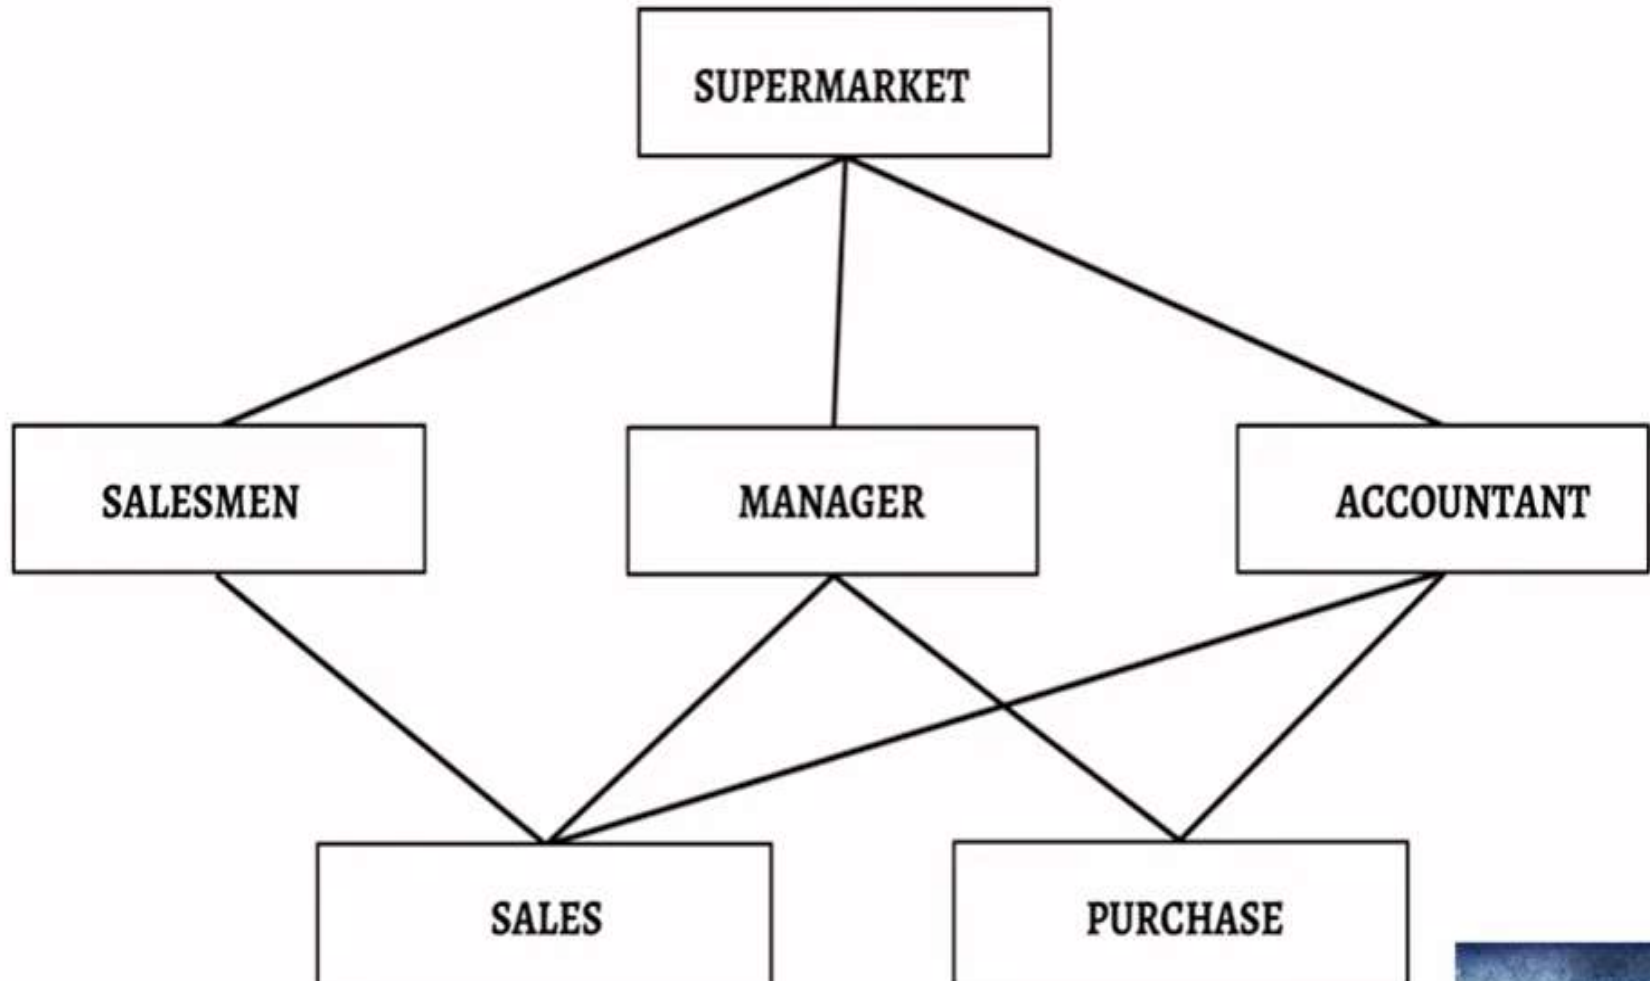 SUPERMARKET
SALESMEN
MANAGER
ACCOUNTANT
SALES
PURCHASE